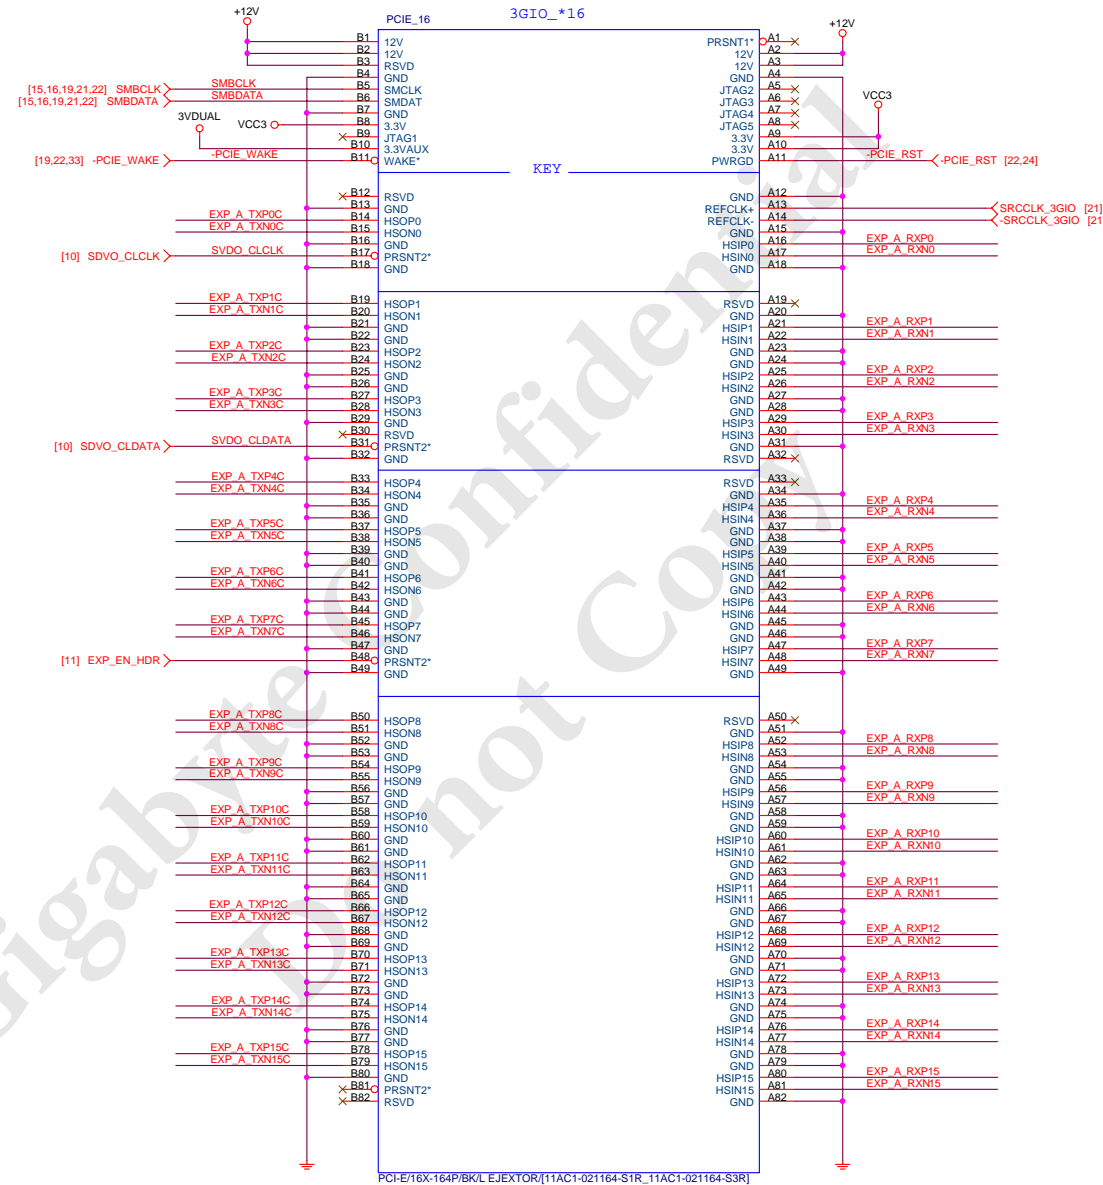 +12V PCIE_16 3GIO_*16 +12V
B1 12V PRSNT1* A1
B2 12V 12V A2
B3 RSVD 12V A3
B4 GND GND A4
[15,16,19,21,22] SMBCLK SMBCLK B5 SMCLK JTAG2 A5
[15,16,19,21,22] SMBDATA SMBDATA B6 SMDAT JTAG3 A6 VCC3
3VDUAL B7 GND JTAG4 A7
VCC3 B8 3.3V JTAG5 A8
B9 JTAG1 3.3V A9
B10 3.3VAUX 3.3V A10
[19,22,33] -PCIE_WAKE -PCIE_WAKE B11 WAKE* PWRGD A11 -PCIE_RST -PCIE_RST [22,24]
KEY
B12 RSVD GND A12
B13 GND REFCLK+ A13 SRCCLK_3GIO [21]
EXP_A_TXP0C B14 HSOP0 REFCLK- A14 -SRCCLK_3GIO [21
EXP_A_TXN0C B15 HSON0 GND A15
B16 GND HSIP0 A16 EXP_A_RXP0
[10] SDVO_CLCLK SVDO_CLCLK B17 PRSNT2* HSIN0 A17 EXP_A_RXN0
B18 GND GND A18
EXP_A_TXP1C B19 HSOP1 RSVD A19
EXP_A_TXN1C B20 HSON1 GND A20
B21 GND HSIP1 A21 EXP_A_RXP1
B22 GND HSIN1 A22 EXP_A_RXN1
EXP_A_TXP2C B23 HSOP2 GND A23
EXP_A_TXN2C B24 HSON2 GND A24
B25 GND HSIP2 A25 EXP_A_RXP2
B26 GND HSIN2 A26 EXP_A_RXN2
EXP_A_TXP3C B27 HSOP3 GND A27
EXP_A_TXN3C B28 HSON3 GND A28
B29 GND HSIP3 A29 EXP_A_RXP3
B30 RSVD HSIN3 A30 EXP_A_RXN3
[10] SDVO_CLDATA SVDO_CLDATA B31 PRSNT2* GND A31
B32 GND RSVD A32
EXP_A_TXP4C B33 HSOP4 RSVD A33
EXP_A_TXN4C B34 HSON4 GND A34
B35 GND HSIP4 A35 EXP_A_RXP4
B36 GND HSIN4 A36 EXP_A_RXN4
EXP_A_TXP5C B37 HSOP5 GND A37
EXP_A_TXN5C B38 HSON5 GND A38
B39 GND HSIP5 A39 EXP_A_RXP5
B40 GND HSIN5 A40 EXP_A_RXN5
EXP_A_TXP6C B41 HSOP6 GND A41
EXP_A_TXN6C B42 HSON6 GND A42
B43 GND HSIP6 A43 EXP_A_RXP6
B44 GND HSIN6 A44 EXP_A_RXN6
EXP_A_TXP7C B45 HSOP7 GND A45
EXP_A_TXN7C B46 HSON7 GND A46
B47 GND HSIP7 A47 EXP_A_RXP7
[11] EXP_EN_HDR B48 PRSNT2* HSIN7 A48 EXP_A_RXN7
B49 GND GND A49
EXP_A_TXP8C B50 HSOP8 RSVD A50
EXP_A_TXN8C B51 HSON8 GND A51
B52 GND HSIP8 A52 EXP_A_RXP8
B53 GND HSIN8 A53 EXP_A_RXN8
EXP_A_TXP9C B54 HSOP9 GND A54
EXP_A_TXN9C B55 HSON9 GND A55
B56 GND HSIP9 A56 EXP_A_RXP9
B57 GND HSIN9 A57 EXP_A_RXN9
EXP_A_TXP10C B58 HSOP10 GND A58
EXP_A_TXN10C B59 HSON10 GND A59
B60 GND HSIP10 A60 EXP_A_RXP10
B61 GND HSIN10 A61 EXP_A_RXN10
EXP_A_TXP11C B62 HSOP11 GND A62
EXP_A_TXN11C B63 HSON11 GND A63
B64 GND HSIP11 A64 EXP_A_RXP11
B65 GND HSIN11 A65 EXP_A_RXN11
EXP_A_TXP12C B66 HSOP12 GND A66
EXP_A_TXN12C B67 HSON12 GND A67
B68 GND HSIP12 A68 EXP_A_RXP12
B69 GND HSIN12 A69 EXP_A_RXN12
EXP_A_TXP13C B70 HSOP13 GND A70
EXP_A_TXN13C B71 HSON13 GND A71
B72 GND HSIP13 A72 EXP_A_RXP13
B73 GND HSIN13 A73 EXP_A_RXN13
EXP_A_TXP14C B74 HSOP14 GND A74
EXP_A_TXN14C B75 HSON14 GND A75
B76 GND HSIP14 A76 EXP_A_RXP14
B77 GND HSIN14 A77 EXP_A_RXN14
EXP_A_TXP15C B78 HSOP15 GND A78
EXP_A_TXN15C B79 HSON15 GND A79
B80 GND HSIP15 A80 EXP_A_RXP15
B81 PRSNT2* HSIN15 A81 EXP_A_RXN15
B82 RSVD GND A82
PCI-E/16X-164P/BK/L EJEXTOR/[11AC1-021164-S1R_11AC1-021164-S3R]
Gigabyte Confidential
Do not Copy